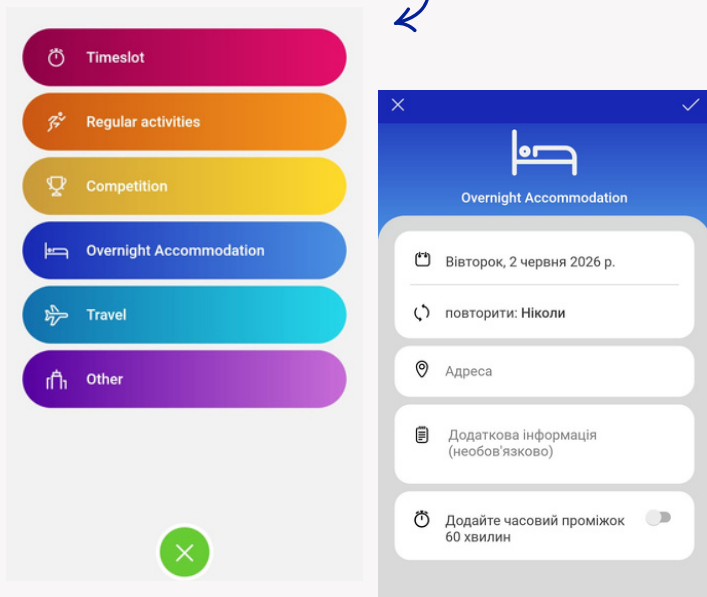 Timeslot
Regular activities
Competition
Overnight Accommodation
Travel
Other
Overnight Accommodation
Вівторок, 2 червня 2026 р.
повторити: Ніколи
Адреса
Додаткова інформація
(необов'язково)
Додайте часовий проміжок
60 хвилин